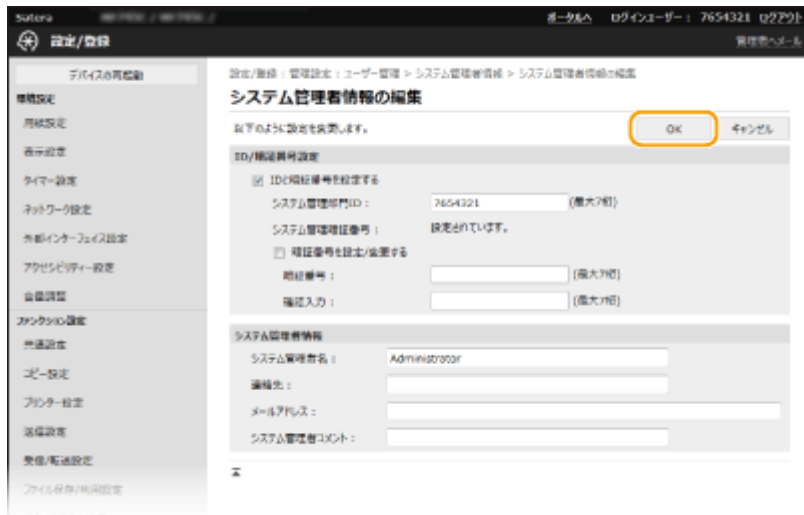 Satera
ポータルへ ログインユーザー： 7654321 ログアウト
設定/登録
管理者へメール
デバイスの再起動
環境設定
用紙設定
表示設定
タイマー設定
ネットワーク設定
外部インターフェイス設定
アクセシビリティー設定
音量調整
ファンクション設定
共通設定
コピー設定
プリンター設定
送信設定
受信/転送設定
ファイル保存/利用設定
設定/登録：管理設定：ユーザー管理 > システム管理者情報 > システム管理者情報の編集
システム管理者情報の編集
以下のように設定を変更します。
OK キャンセル
ID/暗証番号設定
IDと暗証番号を設定する
システム管理部門ID： 7654321 (最大7桁)
システム管理暗証番号： 設定されています。
暗証番号を設定/変更する
暗証番号： (最大7桁)
確認入力： (最大7桁)
システム管理者情報
システム管理者名： Administrator
連絡先：
メールアドレス：
システム管理者コメント：